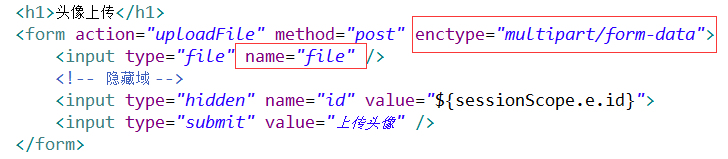 <h1>头像上传</h1>
<form action="uploadFile" method="post" enctype="multipart/form-data">
<input type="file" name="file" />
<!-- 隐藏域 -->
<input type="hidden" name="id" value="${sessionScope.e.id}">
<input type="submit" value="上传头像" />
</form>